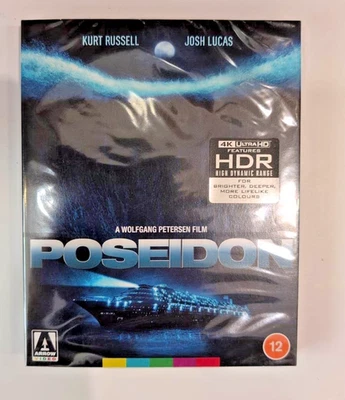 KURT RUSSELL JOSH LUCAS
4K ULTRA HD
FEATURES
HDR
HIGH DYNAMIC RANGE
FOR
BRIGHTER, DEEPER,
MORE LIFELIKE
COLOURS
A WOLFGANG PETERSEN FILM
POSEIDON
ARROW
VIDEO
12